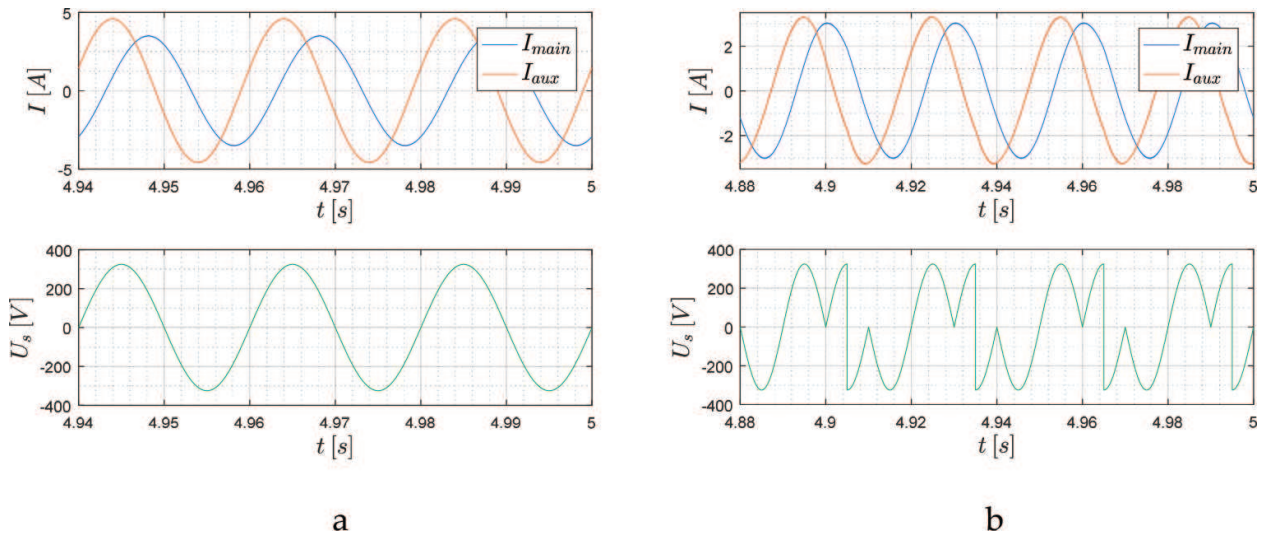 5
0
-5
I [A]
I_main
I_aux
4.94 4.95 4.96 4.97 4.98 4.99 5
t [s]
400
200
0
-200
-400
U_s [V]
4.94 4.95 4.96 4.97 4.98 4.99 5
t [s]
a
2
0
-2
I [A]
I_main
I_aux
4.88 4.9 4.92 4.94 4.96 4.98 5
t [s]
400
200
0
-200
-400
U_s [V]
4.88 4.9 4.92 4.94 4.96 4.98 5
t [s]
b